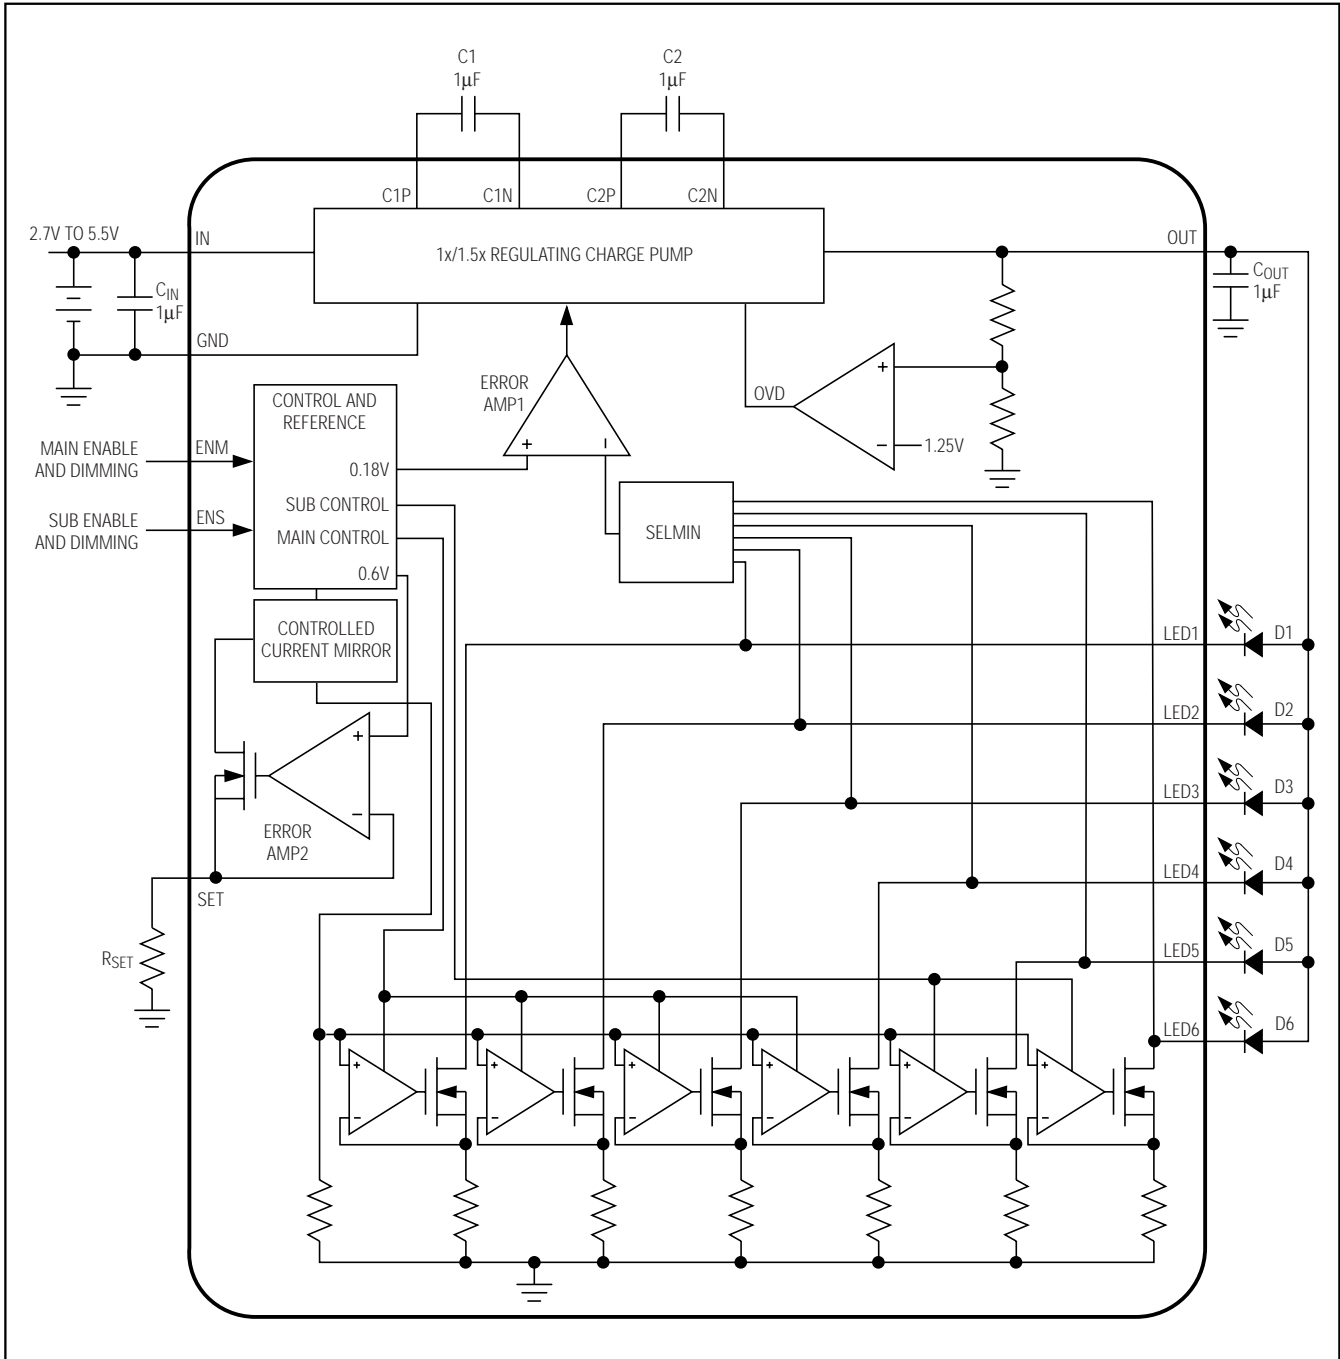 C1
1µF
C2
1µF
C1P
C1N
C2P
C2N
2.7V TO 5.5V
IN
1x/1.5x REGULATING CHARGE PUMP
OUT
CIN
1µF
COUT
1µF
GND
ERROR
AMP1
OVD
+
−
1.25V
CONTROL AND
REFERENCE
MAIN ENABLE
AND DIMMING
ENM
+
−
0.18V
SUB ENABLE
AND DIMMING
ENS
SUB CONTROL
MAIN CONTROL
0.6V
SELMIN
CONTROLLED
CURRENT MIRROR
LED1
D1
LED2
D2
+
−
ERROR
AMP2
LED3
D3
LED4
D4
SET
RSET
LED5
D5
LED6
D6
+ + + + + +
− − − − − −